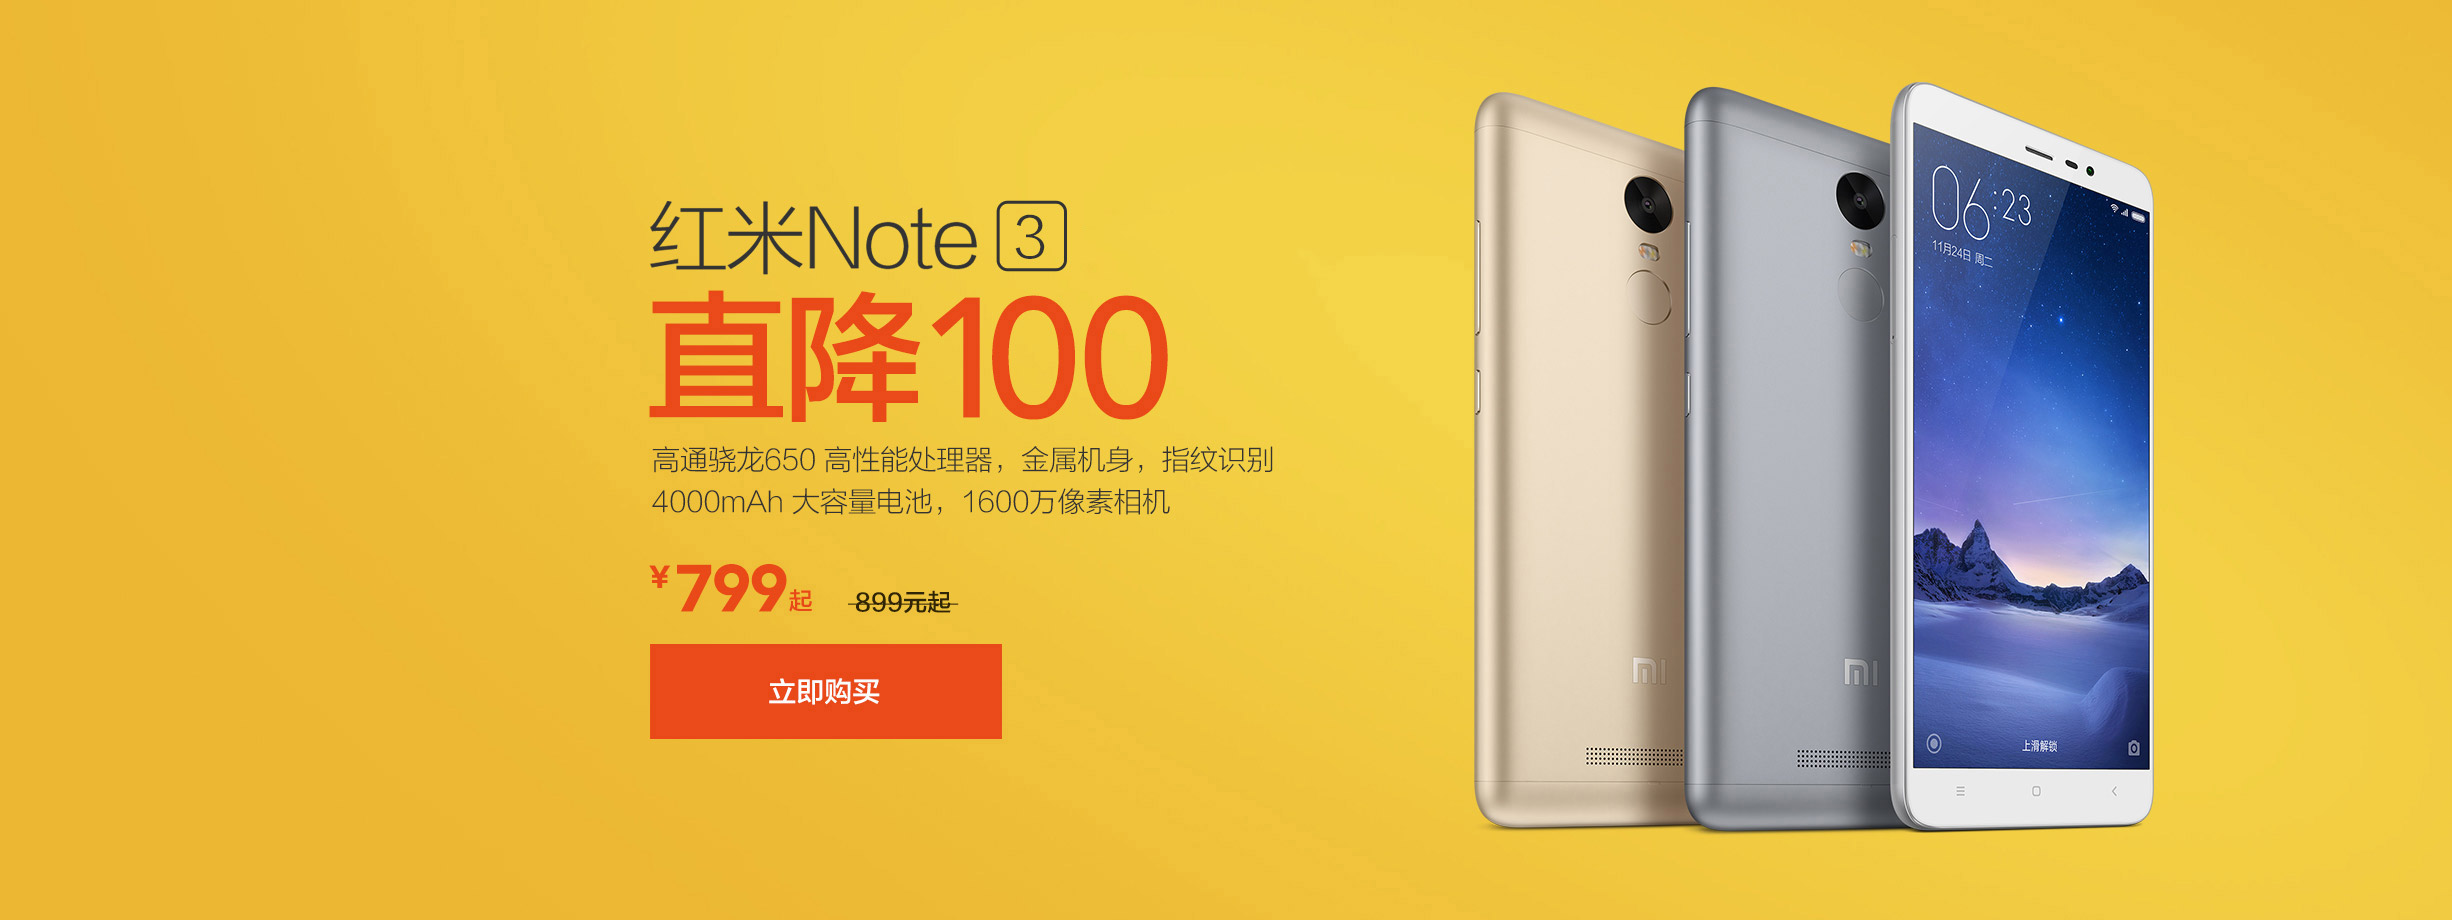 红米Note 3
直降100
高通骁龙650 高性能处理器，金属机身，指纹识别
4000mAh 大容量电池，1600万像素相机
¥799起 899元起
立即购买
06:23
11月24日 周二
上滑解锁
MI
MI